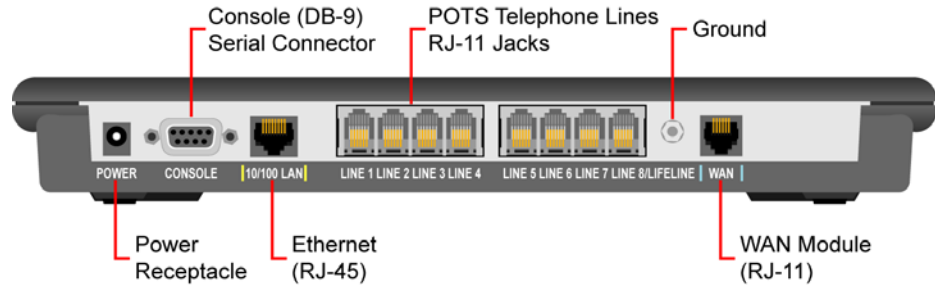 Console (DB-9)
Serial Connector
POTS Telephone Lines
RJ-11 Jacks
Ground
POWER
CONSOLE
10/100 LAN
LINE 1 LINE 2 LINE 3 LINE 4
LINE 5 LINE 6 LINE 7 LINE 8/LIFELINE
WAN
Power
Receptacle
Ethernet
(RJ-45)
WAN Module
(RJ-11)